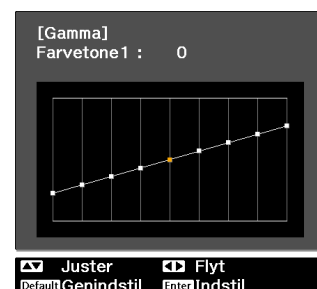 [Gamma]
Farvetone1 : 0
Juster Flyt
Default Genindstil Enter Indstil